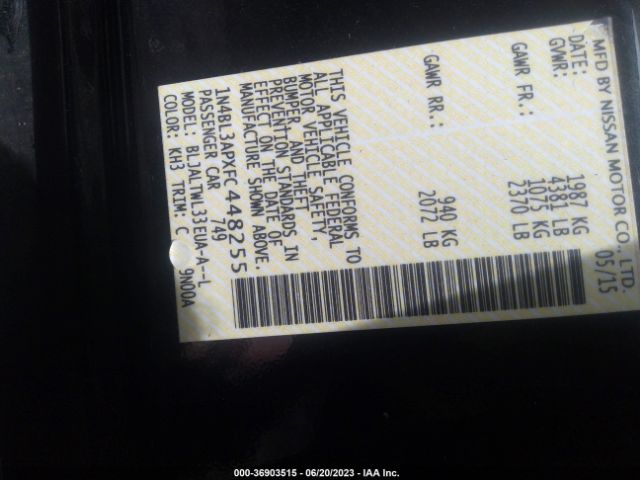 MFD BY NISSAN MOTOR CO., LTD.
DATE: 05/15
GVWR: 1987 KG
4381 LB
GAWR FR.: 1075 KG
2370 LB
GAWR RR.: 940 KG
2072 LB
THIS VEHICLE CONFORMS TO
ALL APPLICABLE FEDERAL
MOTOR VEHICLE SAFETY,
BUMPER, AND THEFT
PREVENTION STANDARDS IN
EFFECT ON THE DATE OF
MANUFACTURE SHOWN ABOVE.
1N4BL3APXFC448255
PASSENGER CAR 749
MODEL: BLJALTWL33EUA-A--L
COLOR: KH3 TRIM: C 9N00A
000-36903515 - 06/20/2023 - IAA Inc.